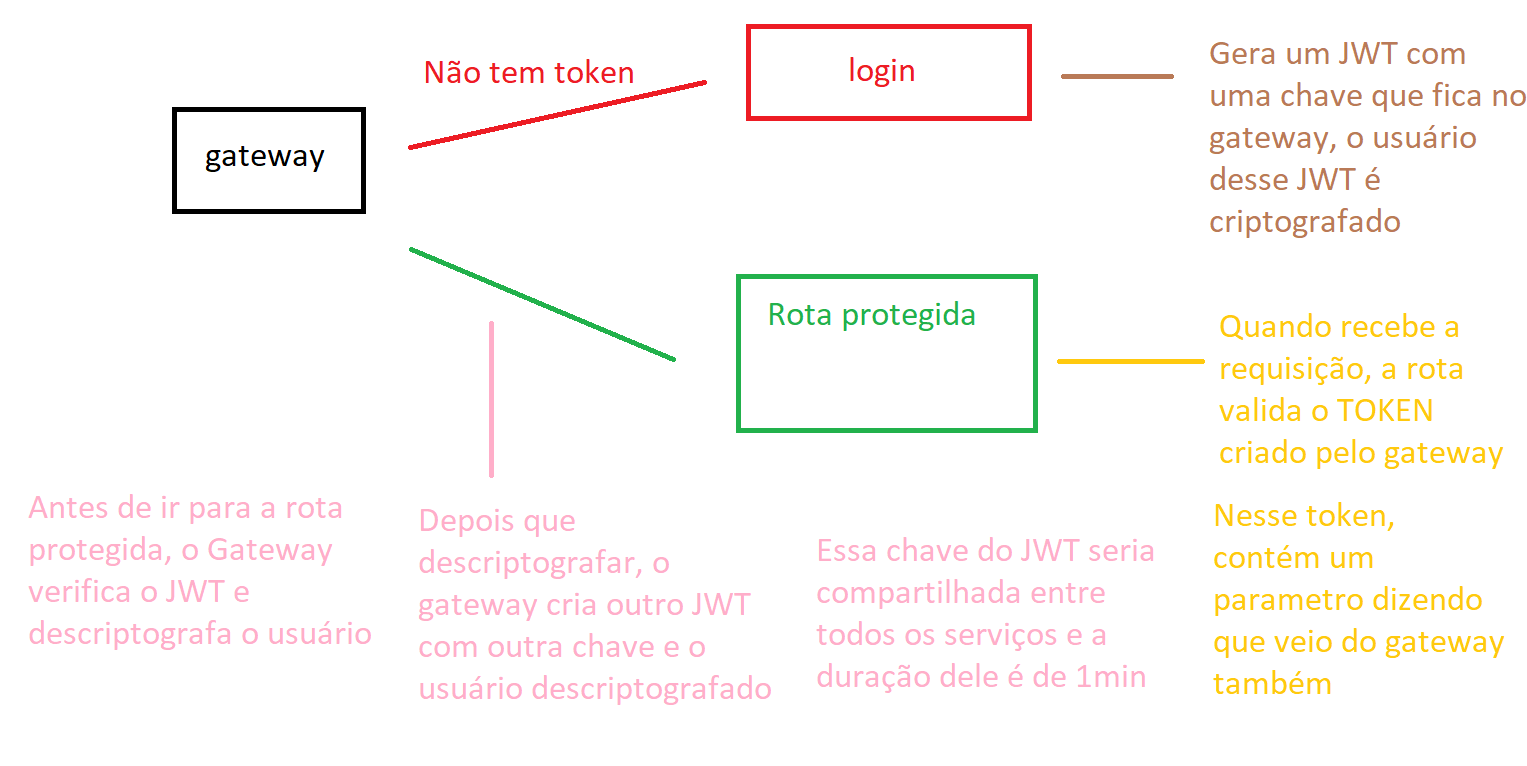 Não tem token
login
gateway
Gera um JWT com
uma chave que fica no
gateway, o usuário
desse JWT é
criptografado
Rota protegida
Quando recebe a
requisição, a rota
valida o TOKEN
criado pelo gateway
Antes de ir para a rota
protegida, o Gateway
verifica o JWT e
descriptografa o usuário
Depois que
descriptografar, o
gateway cria outro JWT
com outra chave e o
usuário descriptografado
Essa chave do JWT seria
compartilhada entre
todos os serviços e a
duração dele é de 1min
Nesse token,
contém um
parametro dizendo
que veio do gateway
também